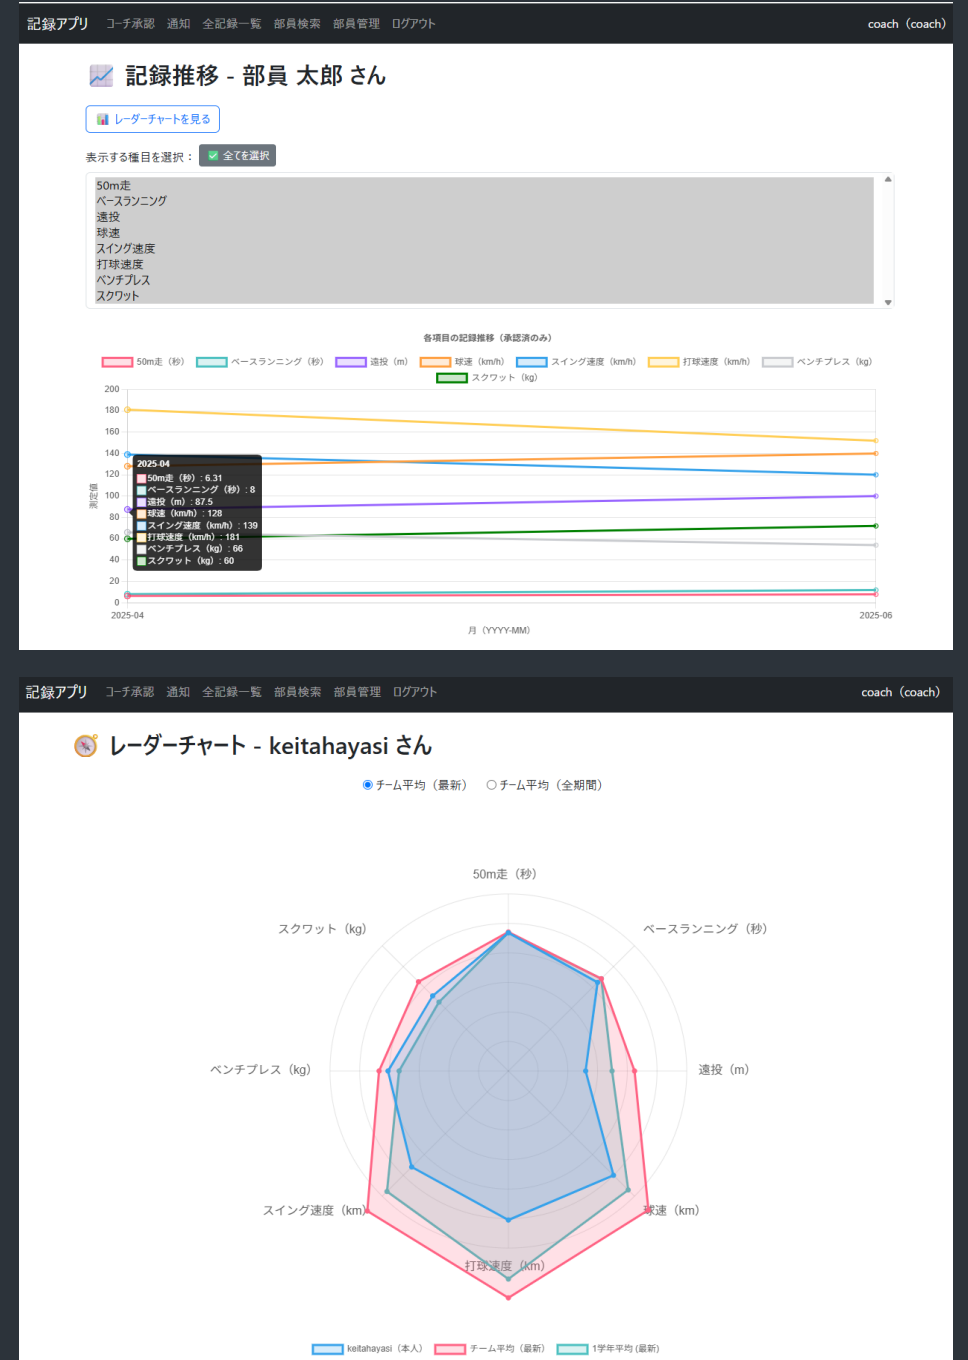 記録アプリ コーチ承認 通知 全記録一覧 部員検索 部員管理 ログアウト coach（coach）
記録推移 - 部員 太郎 さん
レーダーチャートを見る
表示する種目を選択： 全てを選択
50m走
ベースランニング
遠投
球速
スイング速度
打球速度
ベンチプレス
スクワット
各項目の記録推移（承認済のみ）
50m走（秒） ベースランニング（秒） 遠投（m） 球速（km/h） スイング速度（km/h） 打球速度（km/h） ベンチプレス（kg）
スクワット（kg）
200
180
160
140
120
100
80
60
40
20
0
測定値
2025-04
50m走（秒）: 6.31
ベースランニング（秒）: 8
遠投（m）: 87.5
球速（km/h）: 128
スイング速度（km/h）: 139
打球速度（km/h）: 181
ベンチプレス（kg）: 66
スクワット（kg）: 60
2025-04 2025-06
月（YYYY-MM）
記録アプリ コーチ承認 通知 全記録一覧 部員検索 部員管理 ログアウト coach（coach）
レーダーチャート - keitahayasi さん
チーム平均（最新） チーム平均（全期間）
50m走（秒）
スクワット（kg） ベースランニング（秒）
ベンチプレス（kg） 遠投（m）
スイング速度（km） 球速（km）
打球速度（km）
keitahayasi（本人） チーム平均（最新） 1学年平均 (最新)